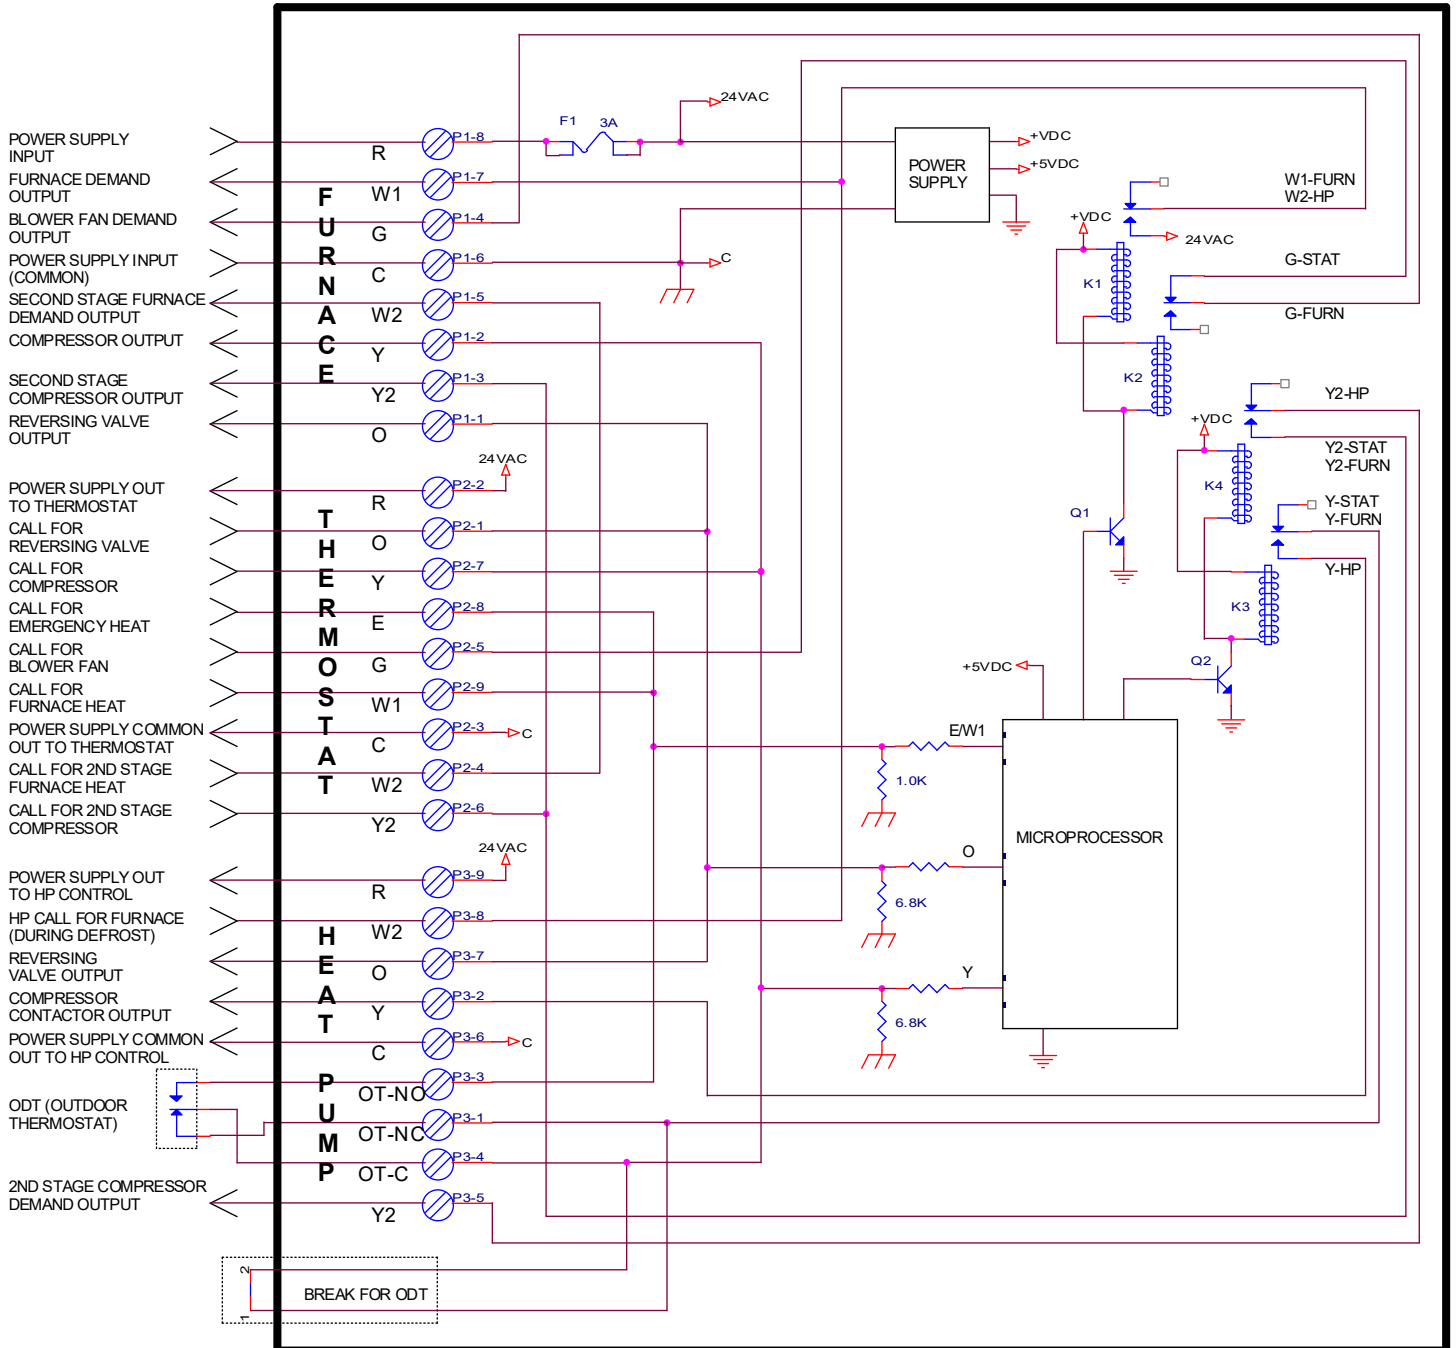 24VAC
F1 3A
POWER SUPPLY
INPUT
R
P1-8
FURNACE DEMAND
OUTPUT
W1
P1-7
BLOWER FAN DEMAND
OUTPUT
G
P1-4
POWER SUPPLY INPUT
(COMMON)
C
P1-6
C
SECOND STAGE FURNACE
DEMAND OUTPUT
W2
P1-5
COMPRESSOR OUTPUT
Y
P1-2
SECOND STAGE
COMPRESSOR OUTPUT
Y2
P1-3
REVERSING VALVE
OUTPUT
O
P1-1
FURNACE
POWER
SUPPLY
+VDC
+5VDC
W1-FURN
W2-HP
+VDC
24VAC
G-STAT
K1
G-FURN
K2
Y2-HP
+VDC
Y2-STAT
Y2-FURN
K4
Y-STAT
Y-FURN
Q1
Y-HP
K3
Q2
24VAC
POWER SUPPLY OUT
TO THERMOSTAT
R
P2-2
CALL FOR
REVERSING VALVE
O
P2-1
CALL FOR
COMPRESSOR
Y
P2-7
CALL FOR
EMERGENCY HEAT
E
P2-8
CALL FOR
BLOWER FAN
G
P2-5
CALL FOR
FURNACE HEAT
W1
P2-9
POWER SUPPLY COMMON
OUT TO THERMOSTAT
C
P2-3
C
CALL FOR 2ND STAGE
FURNACE HEAT
W2
P2-4
CALL FOR 2ND STAGE
COMPRESSOR
Y2
P2-6
THERMOSTAT
+5VDC
E/W1
1.0K
MICROPROCESSOR
O
6.8K
Y
6.8K
24VAC
POWER SUPPLY OUT
TO HP CONTROL
R
P3-9
HP CALL FOR FURNACE
(DURING DEFROST)
W2
P3-8
REVERSING
VALVE OUTPUT
O
P3-7
COMPRESSOR
CONTACTOR OUTPUT
Y
P3-2
POWER SUPPLY COMMON
OUT TO HP CONTROL
C
P3-6
C
OT-NO
P3-3
ODT (OUTDOOR
THERMOSTAT)
OT-NC
P3-1
OT-C
P3-4
2ND STAGE COMPRESSOR
DEMAND OUTPUT
Y2
P3-5
HEAT PUMP
2
BREAK FOR ODT
1